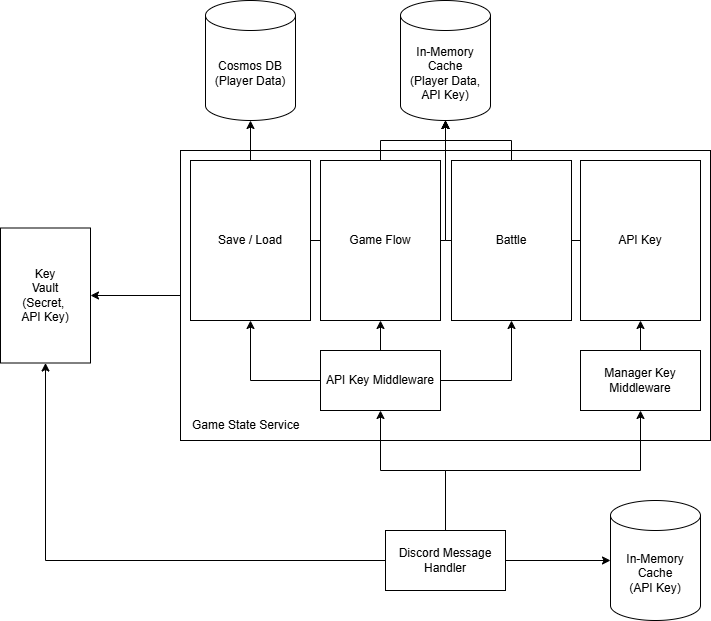 Cosmos DB
(Player Data)
In-Memory
Cache
(Player Data,
API Key)
Save / Load
Game Flow
Battle
API Key
Key
Vault
(Secret,
API Key)
API Key Middleware
Manager Key
Middleware
Game State Service
Discord Message
Handler
In-Memory
Cache
(API Key)